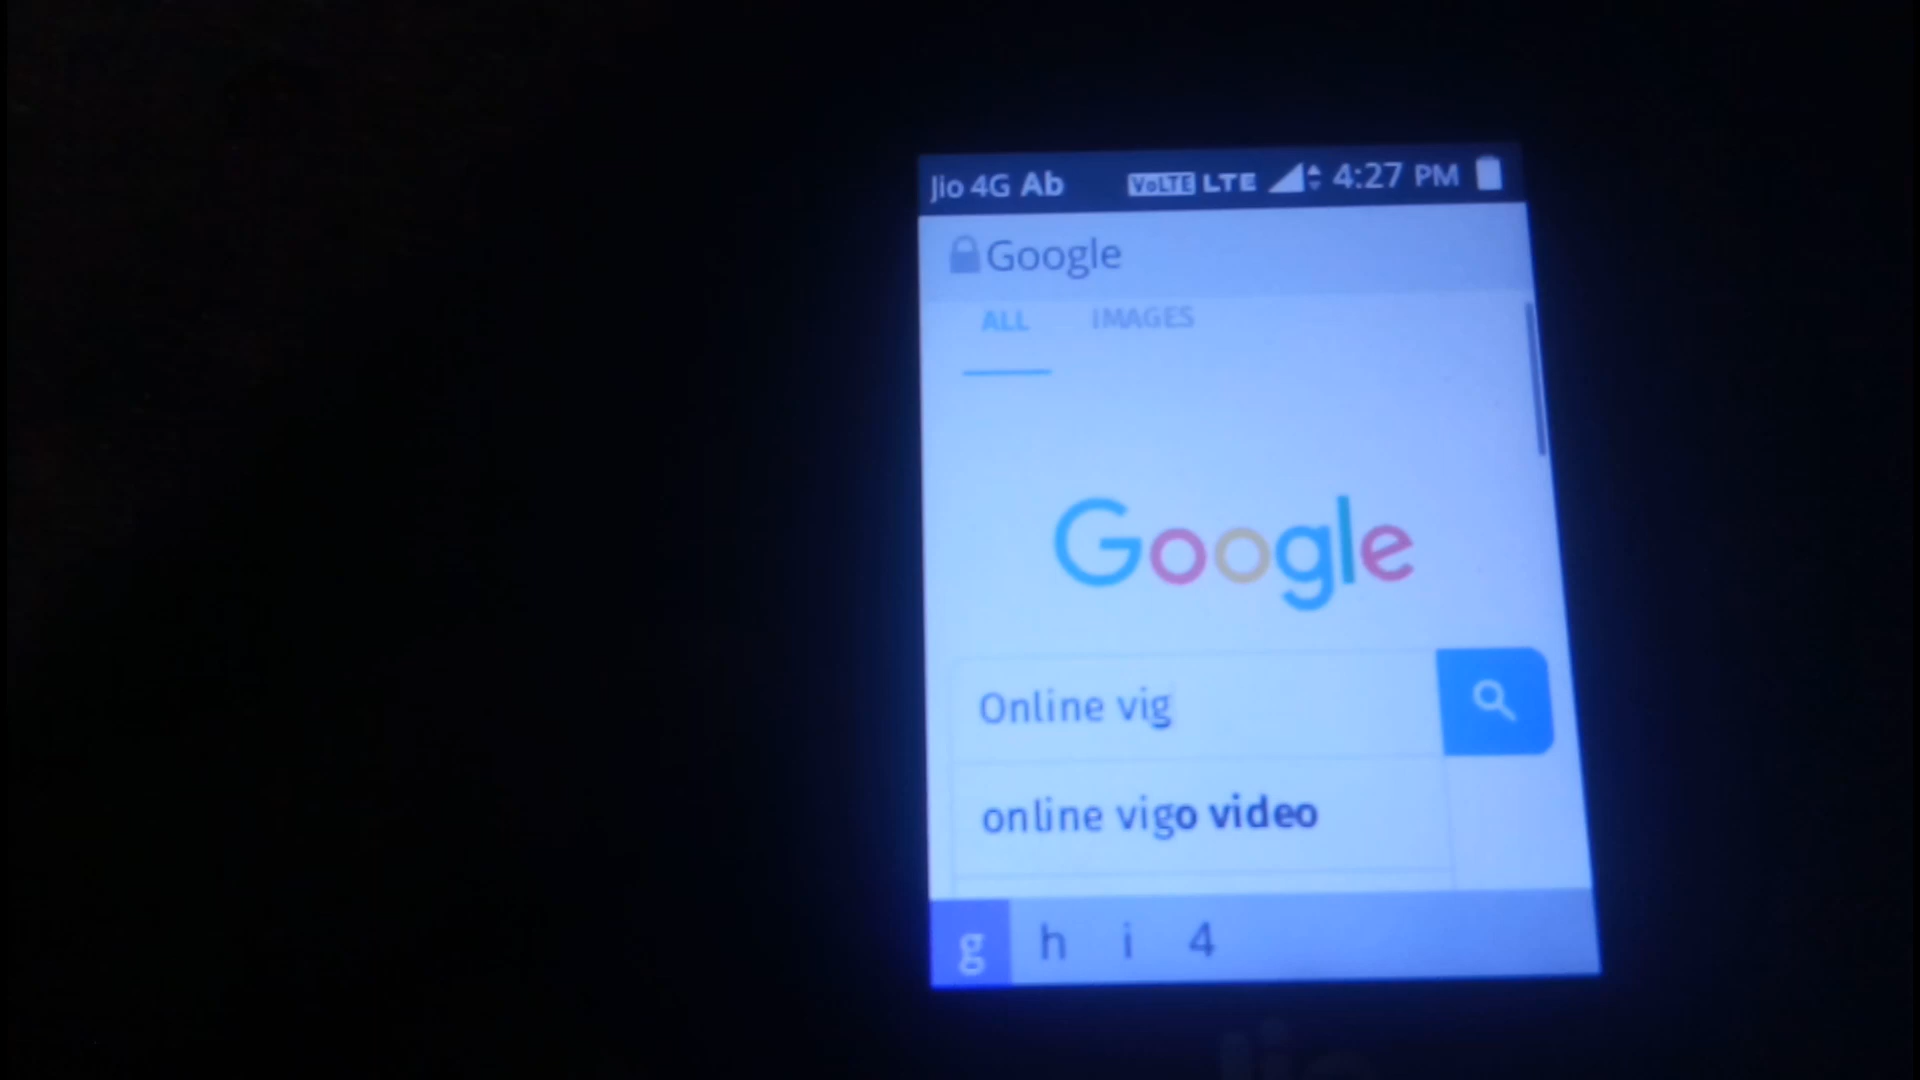 Jio 4G Ab VoLTE LTE 4:27 PM
Google
ALL IMAGES
Google
Online vig
online vigo video
g h i 4